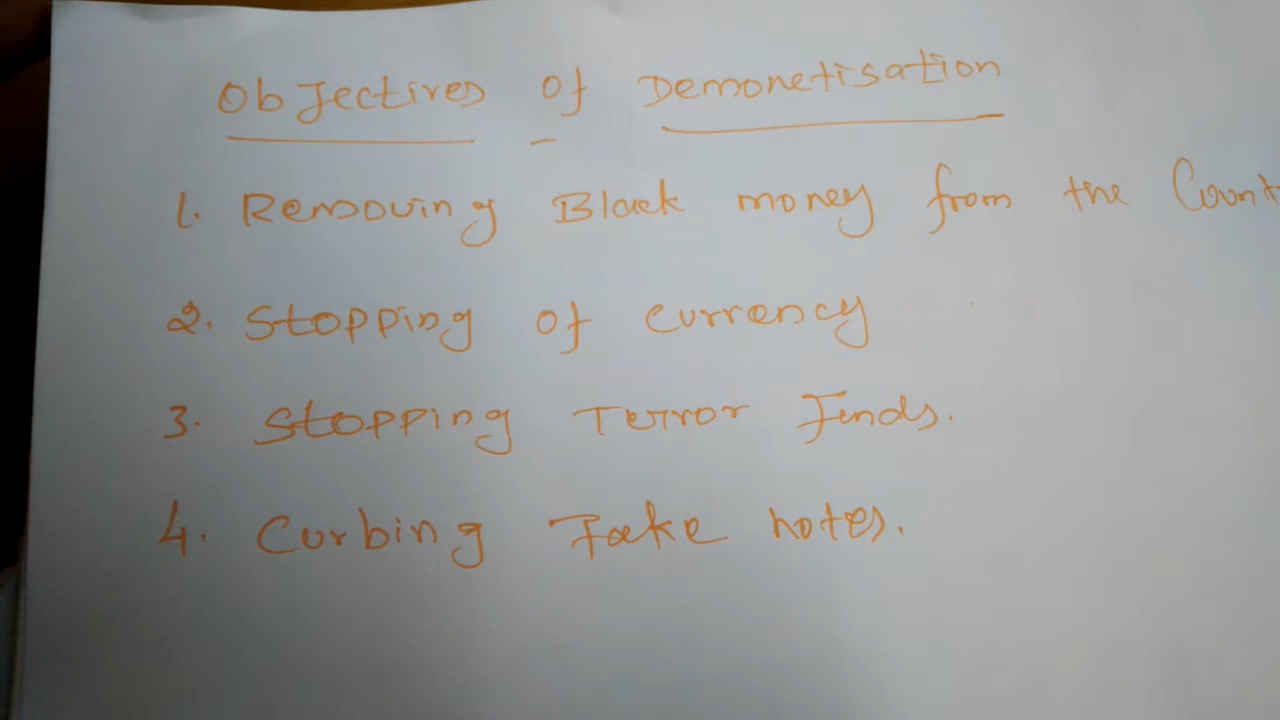 Objectives of Demonetisation
1. Removing Black money from the Count
2. Stopping of currency
3. Stopping Terror Funds.
4. Curbing Fake notes.